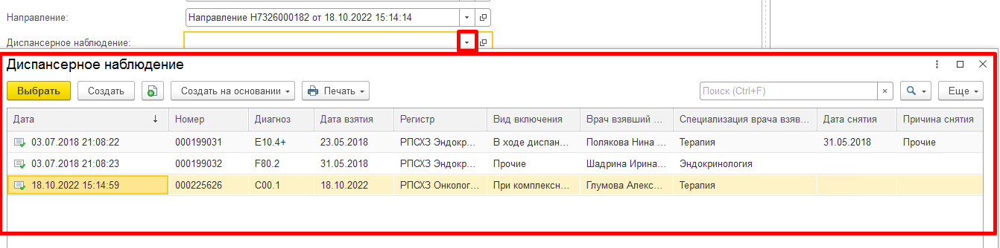 Направление: Направление Н7326000182 от 18.10.2022 15:14:14
Диспансерное наблюдение:
Диспансерное наблюдение
Выбрать Создать Создать на основании Печать Поиск (Ctrl+F) × Еще
Дата ↓ Номер Диагноз Дата взятия Регистр Вид включения Врач взявший ... Специализация врача взяв... Дата снятия Причина снятия
03.07.2018 21:08:22 000199031 E10.4+ 23.05.2018 РПСХЗ Эндокр... В ходе диспан... Полякова Нина ... Терапия 31.05.2018 Прочие
03.07.2018 21:08:23 000199032 F80.2 31.05.2018 РПСХЗ Эндокр... Прочие Шадрина Ирина... Эндокринология
18.10.2022 15:14:59 000225626 C00.1 18.10.2022 РПСХЗ Онколог... При комплексн... Глумова Алекс... Терапия